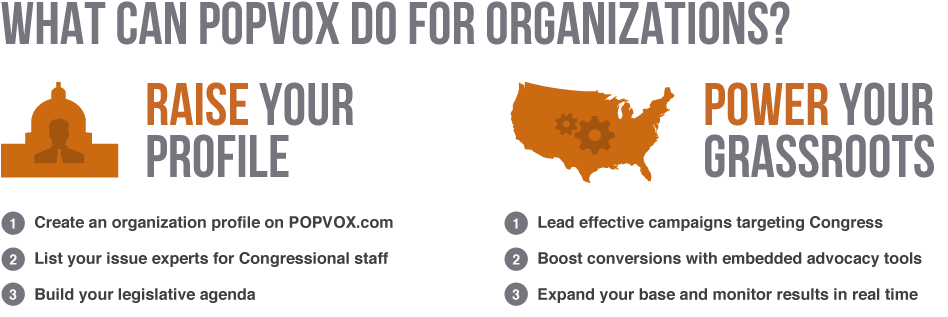 WHAT CAN POPVOX DO FOR ORGANIZATIONS?
RAISE YOUR
PROFILE
1 Create an organization profile on POPVOX.com
2 List your issue experts for Congressional staff
3 Build your legislative agenda
POWER YOUR
GRASSROOTS
1 Lead effective campaigns targeting Congress
2 Boost conversions with embedded advocacy tools
3 Expand your base and monitor results in real time